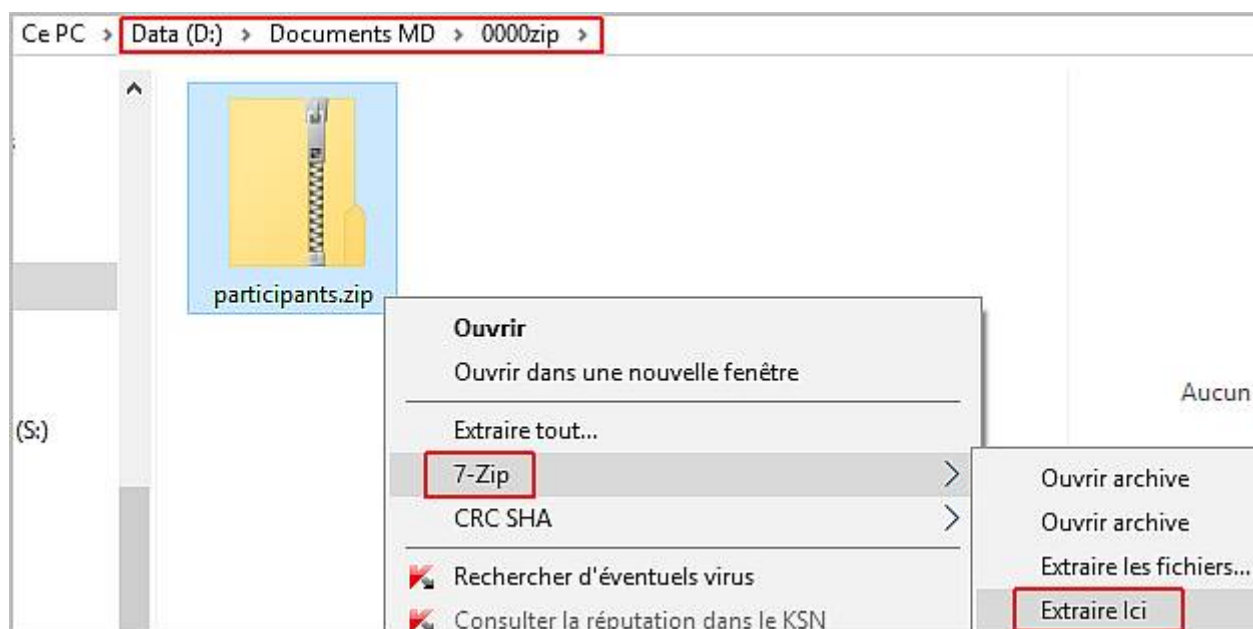 Ce PC > Data (D:) > Documents MD > 0000zip >
participants.zip
Ouvrir
Ouvrir dans une nouvelle fenêtre
Aucun
Extraire tout...
(S:)
7-Zip
Ouvrir archive
CRC SHA
Ouvrir archive
Extraire les fichiers...
Rechercher d'éventuels virus
Extraire Ici
Consulter la réputation dans le KSN